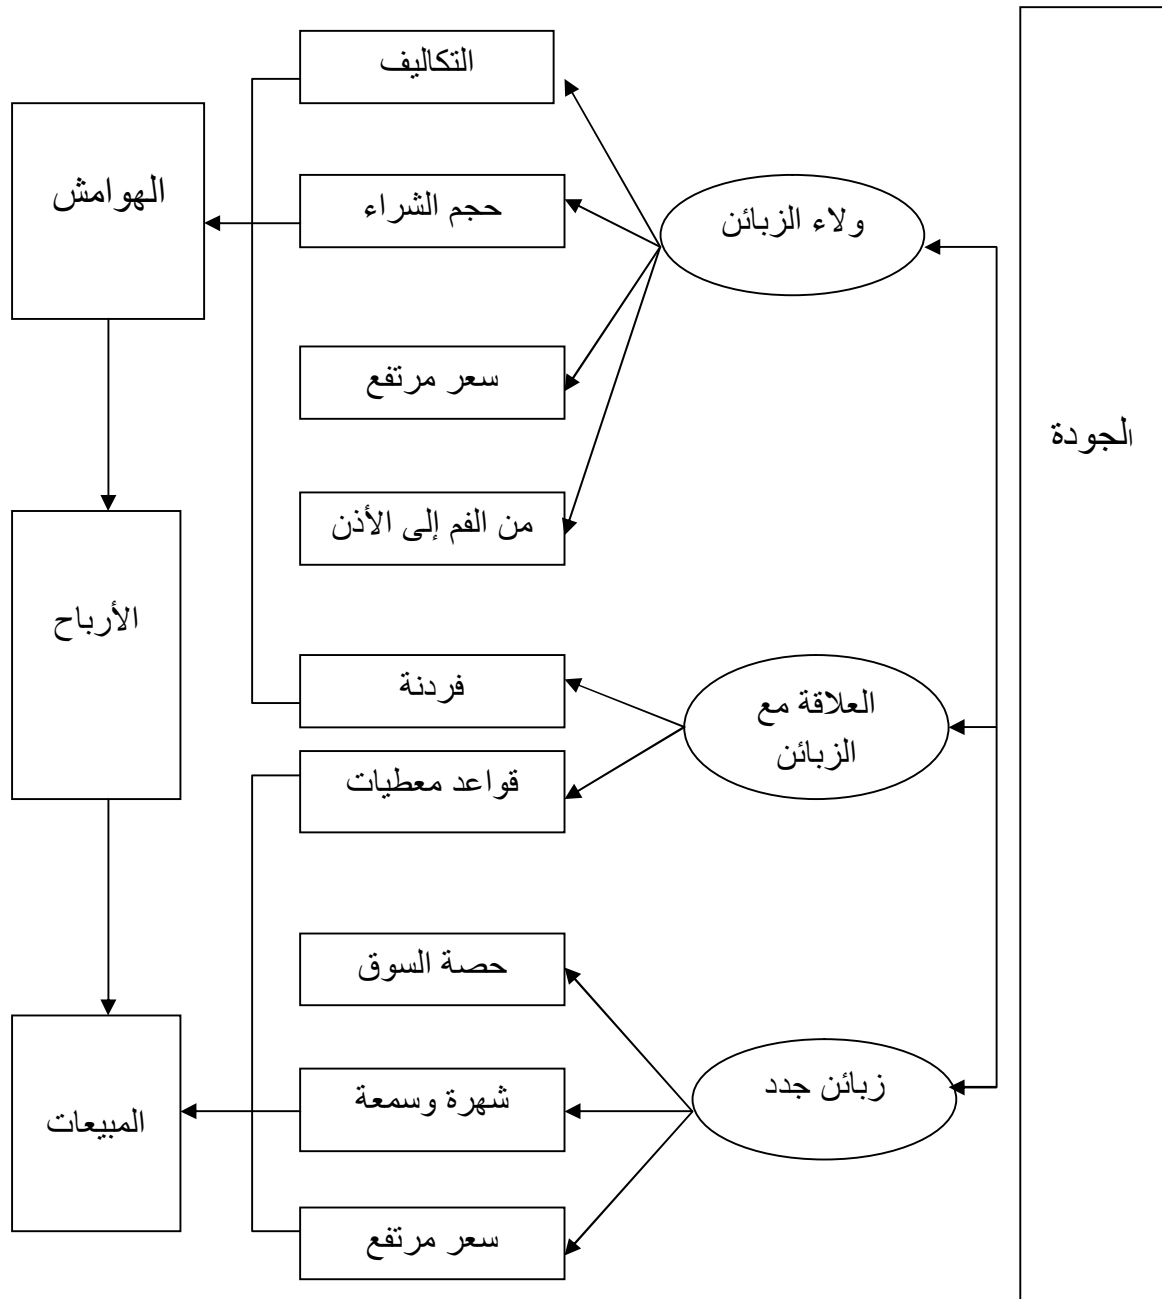 الجودة
ولاء الزبائن
العلاقة مع
الزبائن
زبائن جدد
التكاليف
حجم الشراء
سعر مرتفع
من الفم إلى الأذن
فردنة
قواعد معطيات
حصة السوق
شهرة وسمعة
سعر مرتفع
الهوامش
الأرباح
المبيعات